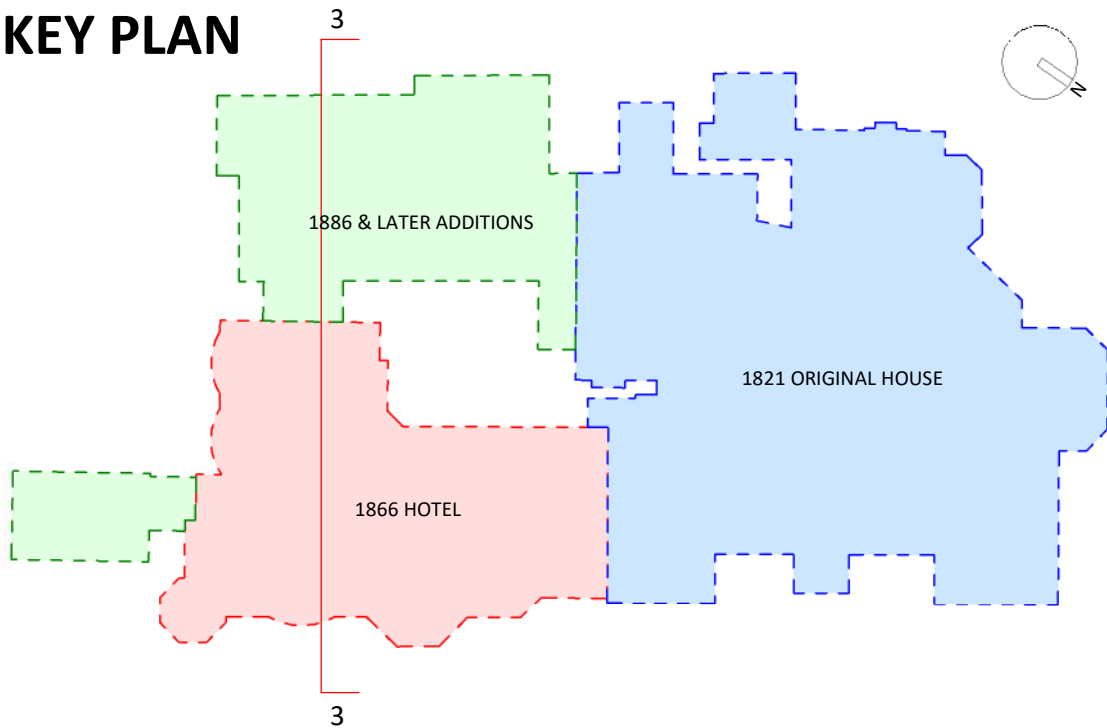 KEY PLAN
3
N
1886 & LATER ADDITIONS
1821 ORIGINAL HOUSE
1866 HOTEL
3